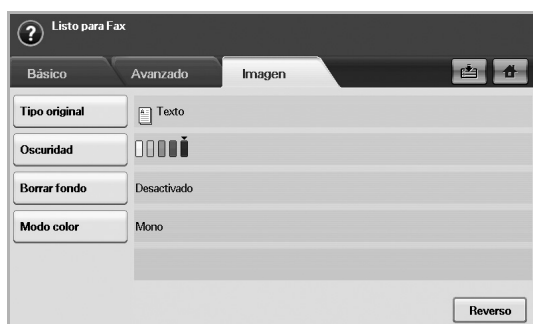 Listo para Fax
Básico Avanzado Imagen
Tipo original Texto
Oscuridad
Borrar fondo Desactivado
Modo color Mono
Reverso